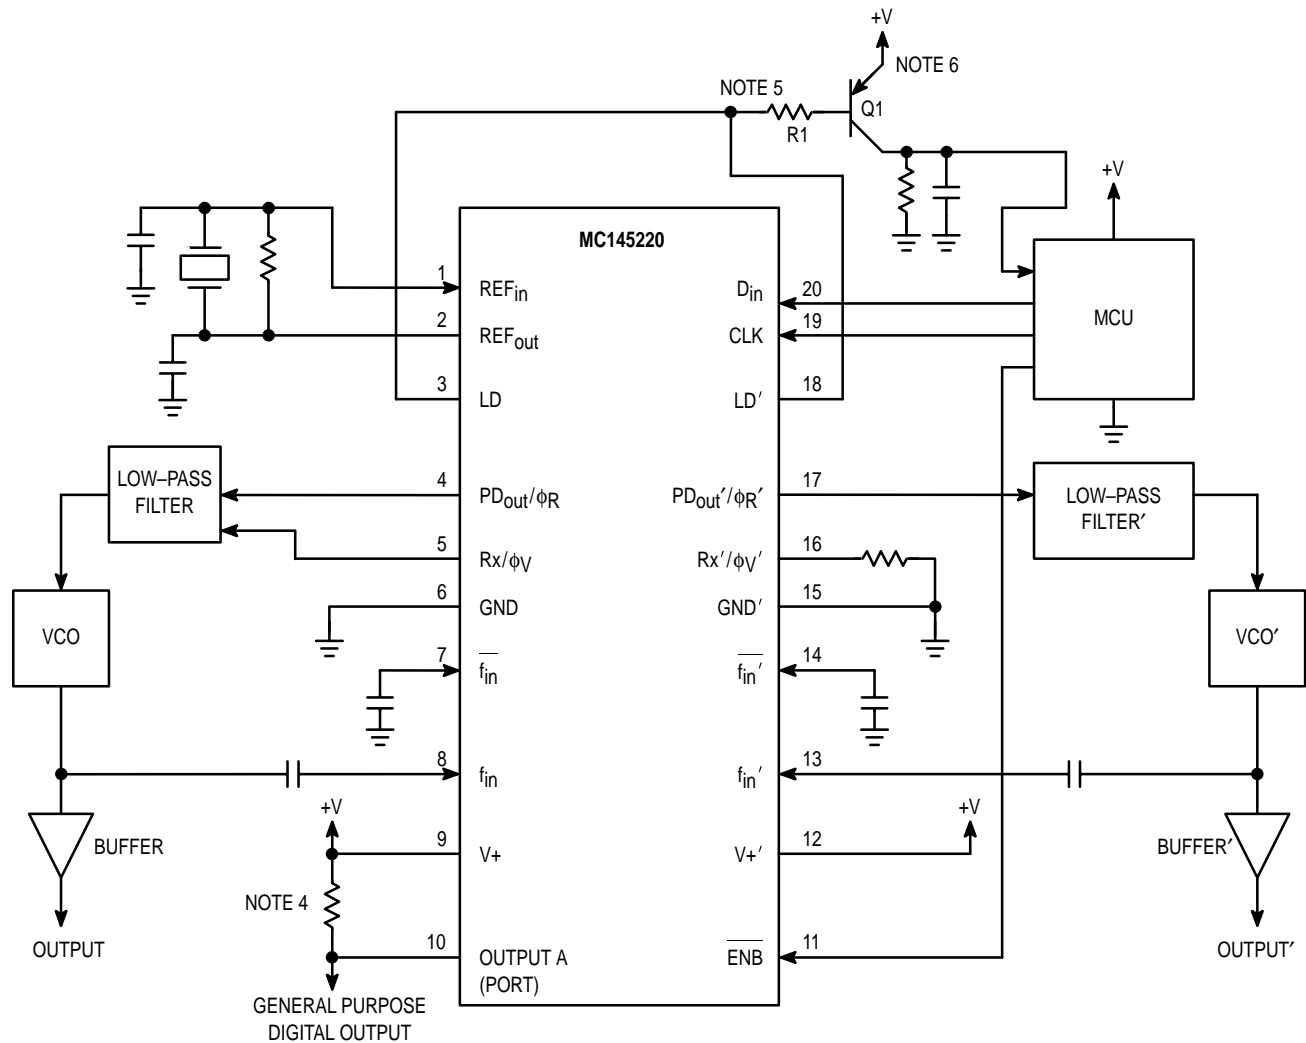 +V
NOTE 6
NOTE 5
Q1
R1
+V
MC145220
1 REFin
Din 20
MCU
2 REFout
CLK 19
3 LD
LD′ 18
LOW–PASS
FILTER
4 PDout/ϕR
PDout′/ϕR′ 17
LOW–PASS
FILTER′
5 Rx/ϕV
Rx′/ϕV′ 16
6 GND
GND′ 15
VCO
VCO′
7 f̅i̅n̅
f̅i̅n̅′̅ 14
8 fin
fin′ 13
+V
+V
BUFFER
9 V+
V+′ 12
BUFFER′
NOTE 4
10 OUTPUT A
(PORT)
E̅N̅B̅ 11
OUTPUT
OUTPUT′
GENERAL PURPOSE
DIGITAL OUTPUT